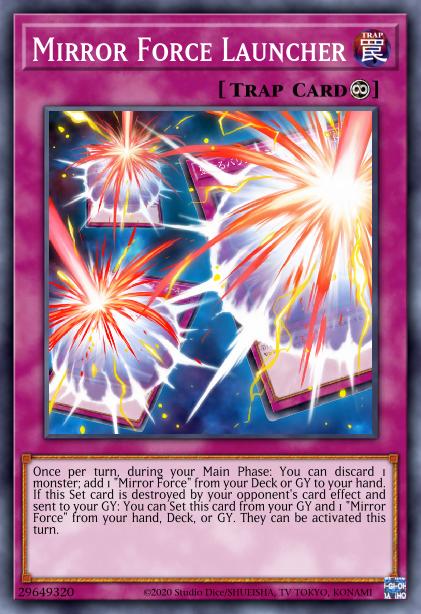 MIRROR FORCE LAUNCHER
TRAP
罠
[TRAP CARD]
Once per turn, during your Main Phase: You can discard 1
monster; add 1 "Mirror Force" from your Deck or GY to your hand.
If this Set card is destroyed by your opponent's card effect and
sent to your GY: You can Set this card from your GY and 1 "Mirror
Force" from your hand, Deck, or GY. They can be activated this
turn.
29649320
©2020 Studio Dice/SHUEISHA, TV TOKYO, KONAMI